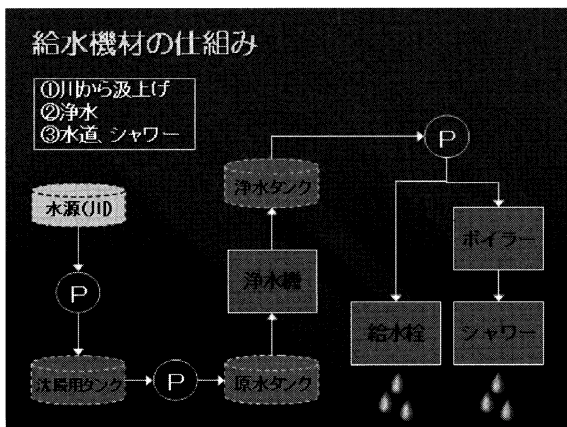 給水機材の仕組み
①川から汲上げ
②浄水
③水道、シャワー
P
浄水タンク
水源(川)
ボイラー
浄水機
P
給水栓
シャワー
沈殿用タンク
P
原水タンク